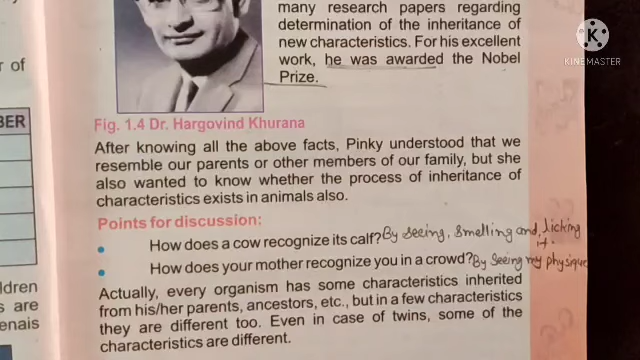 many research papers regarding
determination of the inheritance of
new characteristics. For his excellent
work, he was awarded the Nobel
Prize.
K
KINEMASTER
r of
BER
Fig. 1.4 Dr. Hargovind Khurana
After knowing all the above facts, Pinky understood that we
resemble our parents or other members of our family, but she
also wanted to know whether the process of inheritance of
characteristics exists in animals also.
Points for discussion:
• How does a cow recognize its calf? By seeing, smelling and, licking
it.
• How does your mother recognize you in a crowd? By seeing my physique
Actually, every organism has some characteristics inherited
from his/her parents, ancestors, etc., but in a few characteristics
they are different too. Even in case of twins, some of the
characteristics are different.
ldren
s are
enais